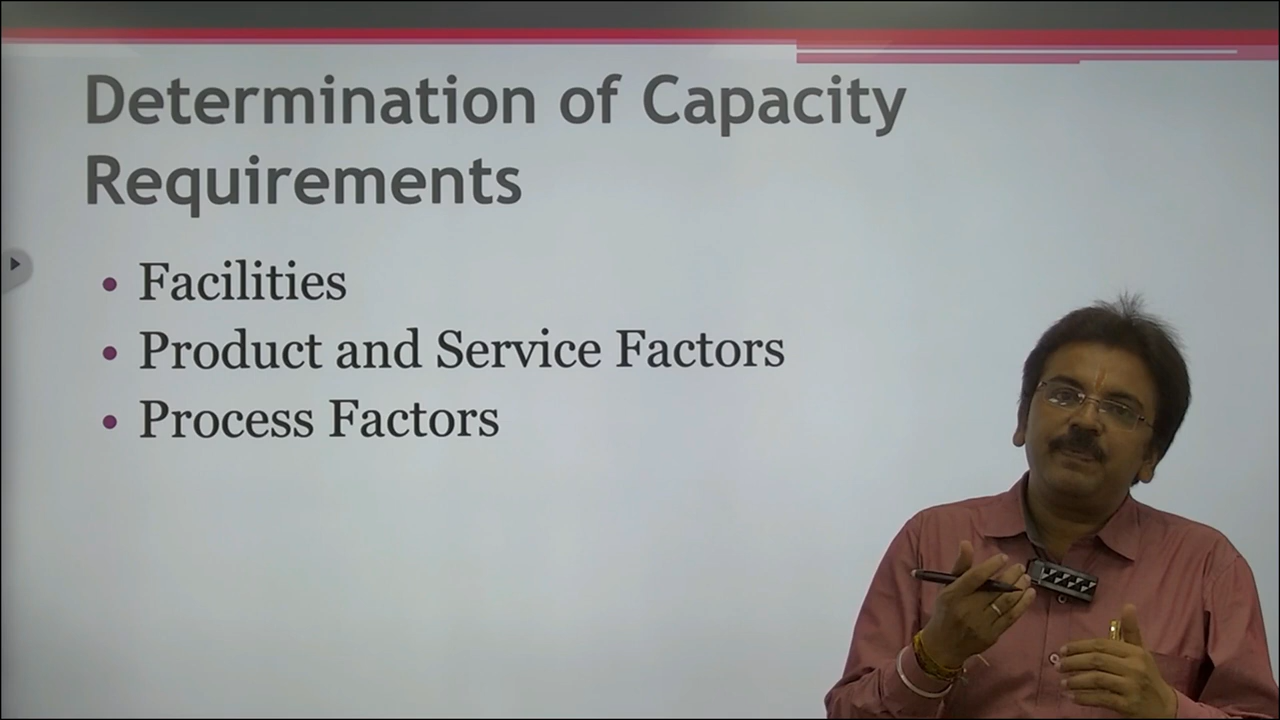 Determination of Capacity
Requirements
• Facilities
• Product and Service Factors
• Process Factors